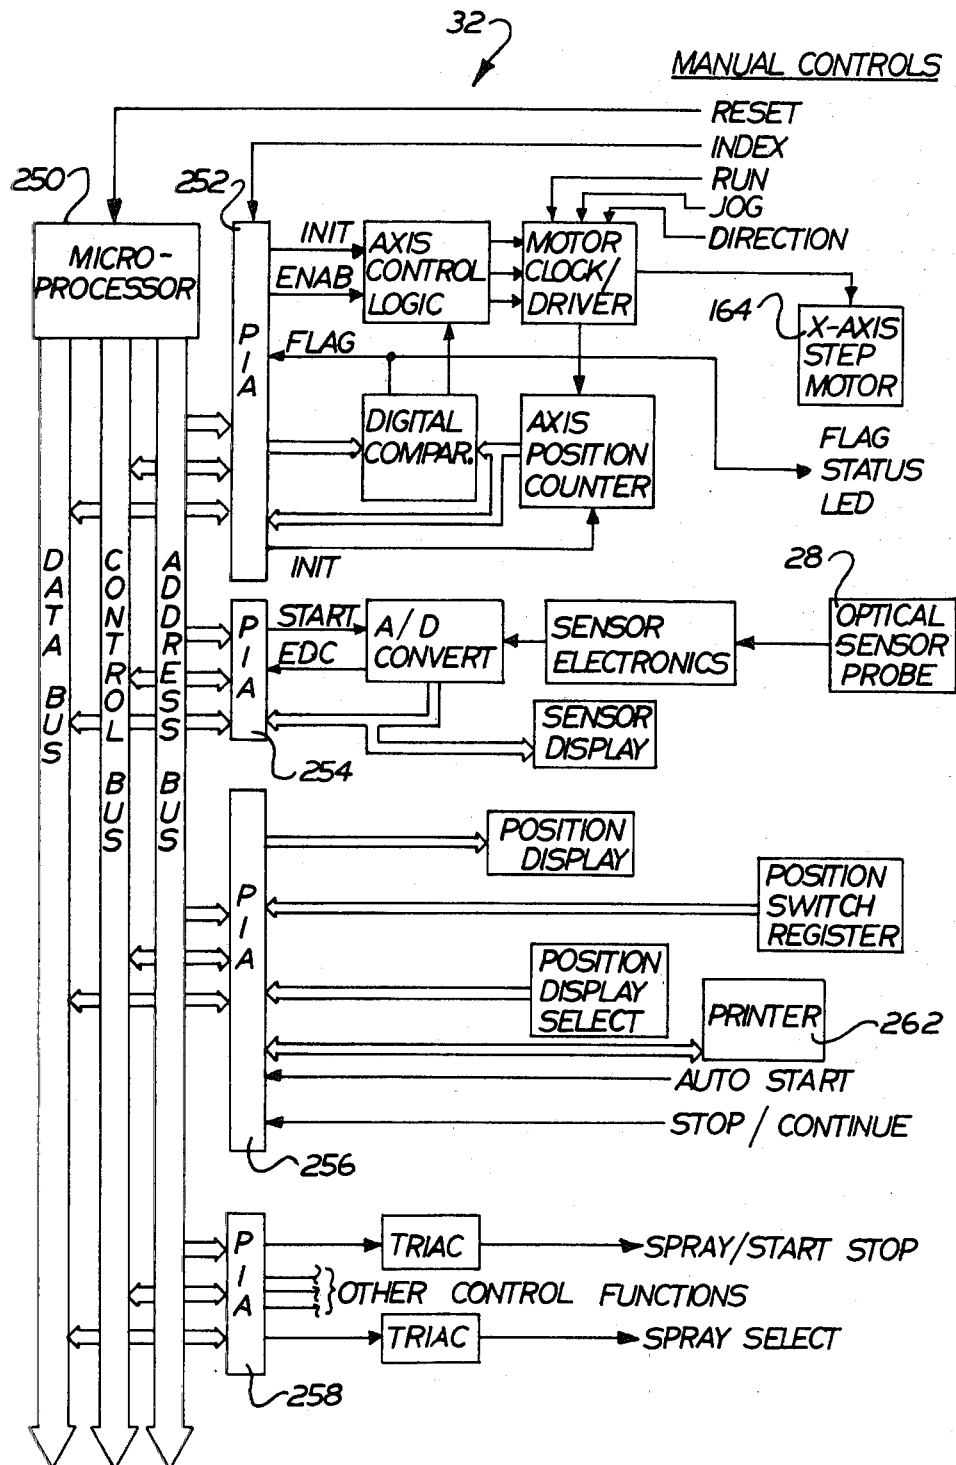 32
MANUAL CONTROLS
RESET
INDEX
RUN
JOG
DIRECTION
250
MICRO-
PROCESSOR
252
PIA
INIT
ENAB
FLAG
AXIS
CONTROL
LOGIC
MOTOR
CLOCK/
DRIVER
164
X-AXIS
STEP
MOTOR
DIGITAL
COMPAR.
AXIS
POSITION
COUNTER
FLAG
STATUS
LED
INIT
DATA BUS
CONTROL BUS
ADDRESS BUS
PIA
START
EDC
A/D
CONVERT
SENSOR
ELECTRONICS
28
OPTICAL
SENSOR
PROBE
254
SENSOR
DISPLAY
PIA
POSITION
DISPLAY
POSITION
SWITCH
REGISTER
POSITION
DISPLAY
SELECT
PRINTER
262
AUTO START
STOP/CONTINUE
256
PIA
TRIAC
SPRAY/START STOP
OTHER CONTROL FUNCTIONS
TRIAC
SPRAY SELECT
258